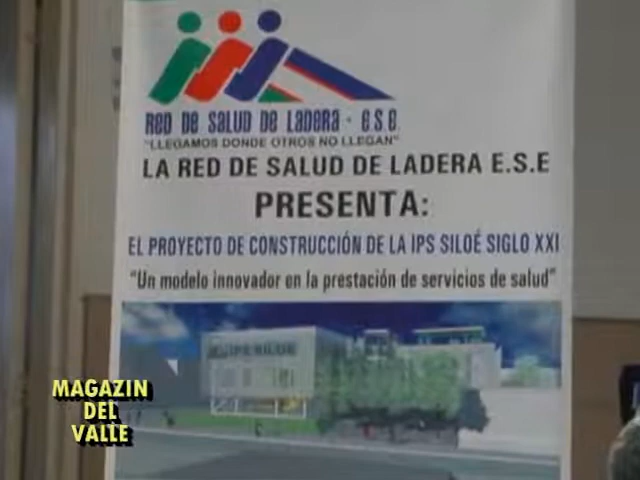 RED DE SALUD DE LADERA - E.S.E.
"LLEGAMOS DONDE OTROS NO LLEGAN"
LA RED DE SALUD DE LADERA E.S.E
PRESENTA:
EL PROYECTO DE CONSTRUCCIÓN DE LA IPS SILOÉ SIGLO XXI
"Un modelo innovador en la prestación de servicios de salud"
MAGAZIN
DEL
VALLE